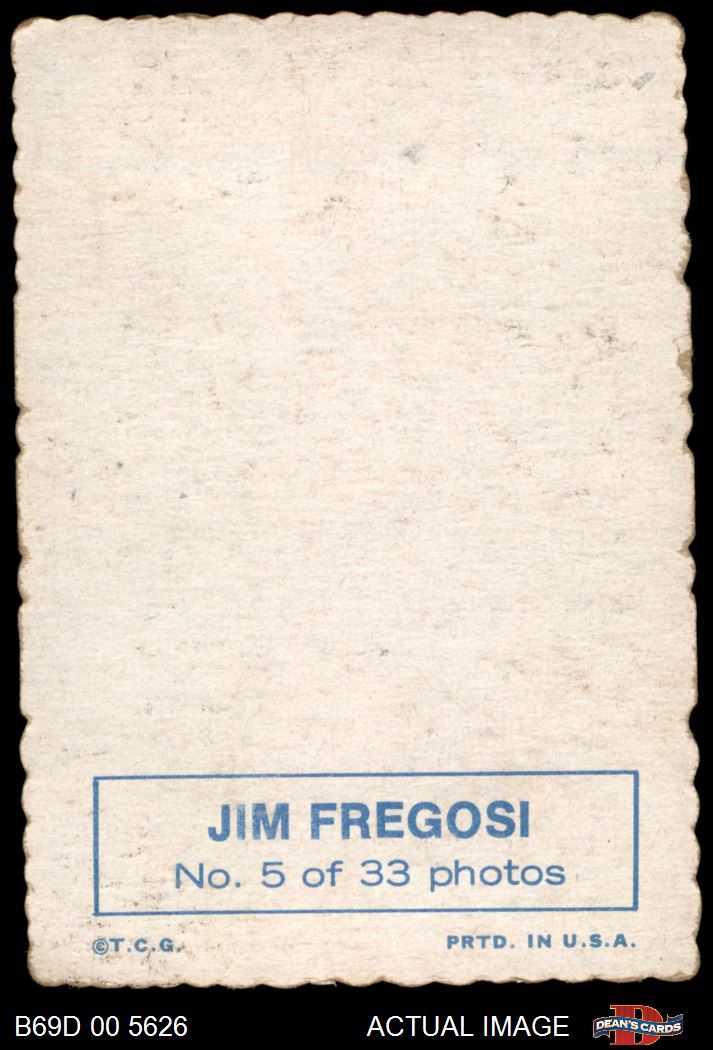 JIM FREGOSI
No. 5 of 33 photos
©T.C.G. PRTD. IN U.S.A.
B69D 00 5626 ACTUAL IMAGE DEAN'S CARDS